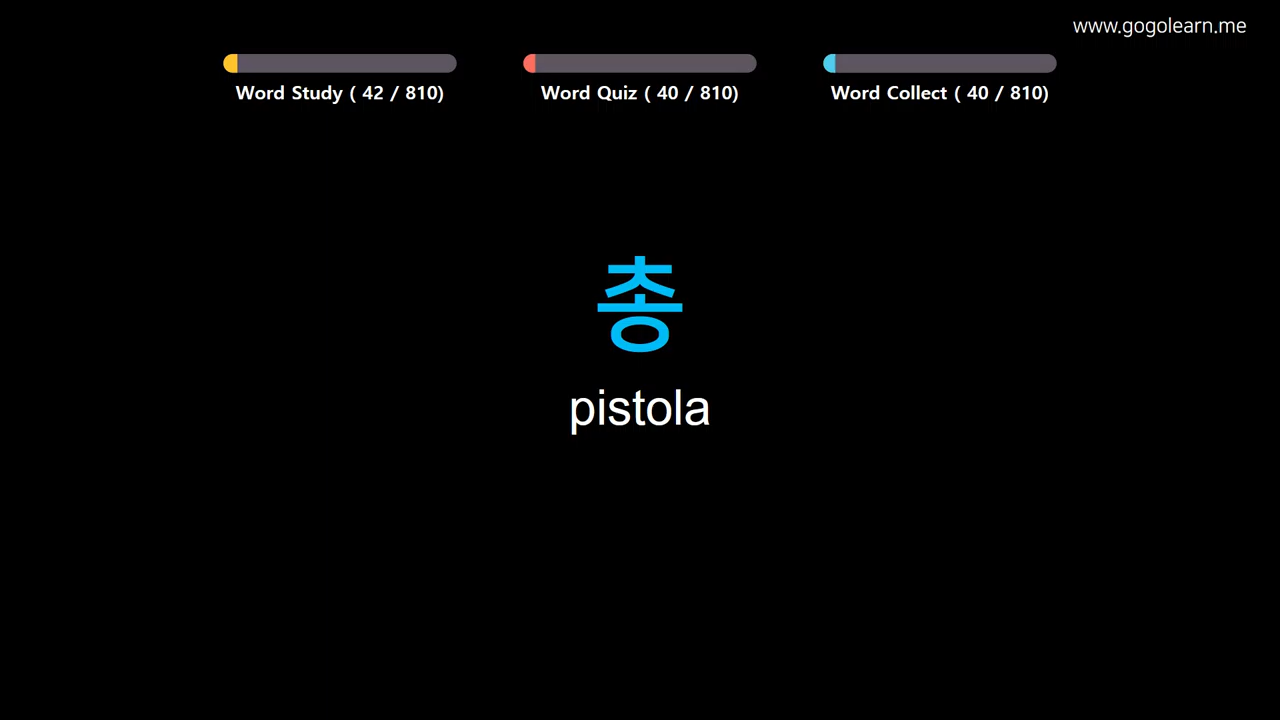 www.gogolearn.me
Word Study ( 42 / 810)
Word Quiz ( 40 / 810)
Word Collect ( 40 / 810)
총
pistola